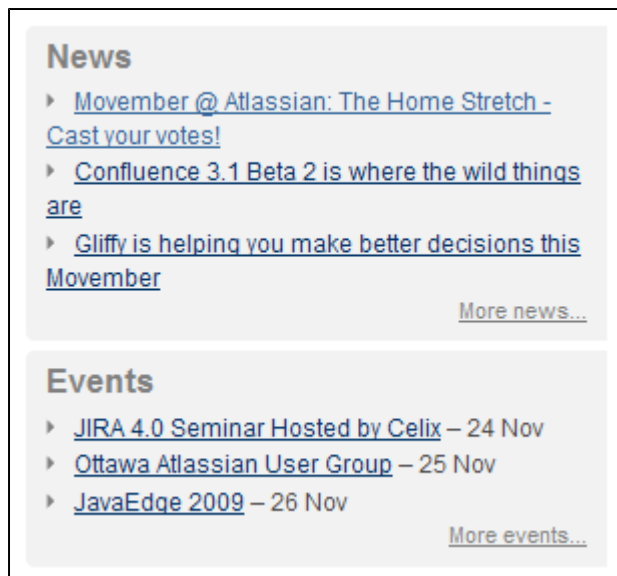 News
Movember @ Atlassian: The Home Stretch -
Cast your votes!
Confluence 3.1 Beta 2 is where the wild things
are
Gliffy is helping you make better decisions this
Movember
More news...
Events
JIRA 4.0 Seminar Hosted by Celix – 24 Nov
Ottawa Atlassian User Group – 25 Nov
JavaEdge 2009 – 26 Nov
More events...